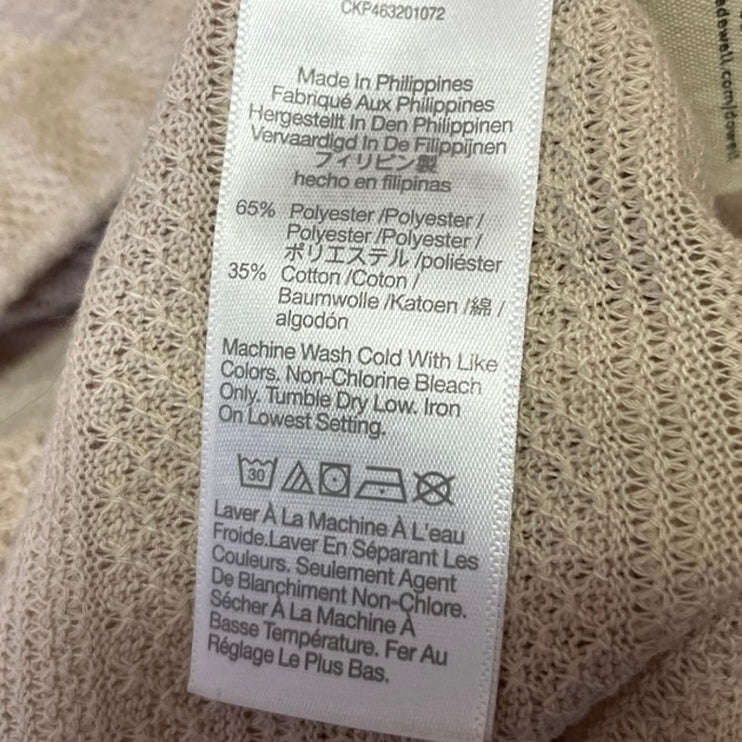 CKP463201072
Made In Philippines
Fabriqué Aux Philippines
Hergestellt In Den Philippinen
Vervaardigd In De Filippijnen
フィリピン製
hecho en filipinas
65% Polyester /Polyester /
Polyester /Polyester /
ポリエステル /poliéster
35% Cotton /Coton /
Baumwolle /Katoen /綿 /
algodón
Machine Wash Cold With Like
Colors. Non-Chlorine Bleach
Only. Tumble Dry Low. Iron
On Lowest Setting.
30
Laver À La Machine À L'eau
Froide.Laver En Séparant Les
Couleurs. Seulement Agent
De Blanchiment Non-Chlore.
Sécher À La Machine À
Basse Température. Fer Au
Réglage Le Plus Bas.